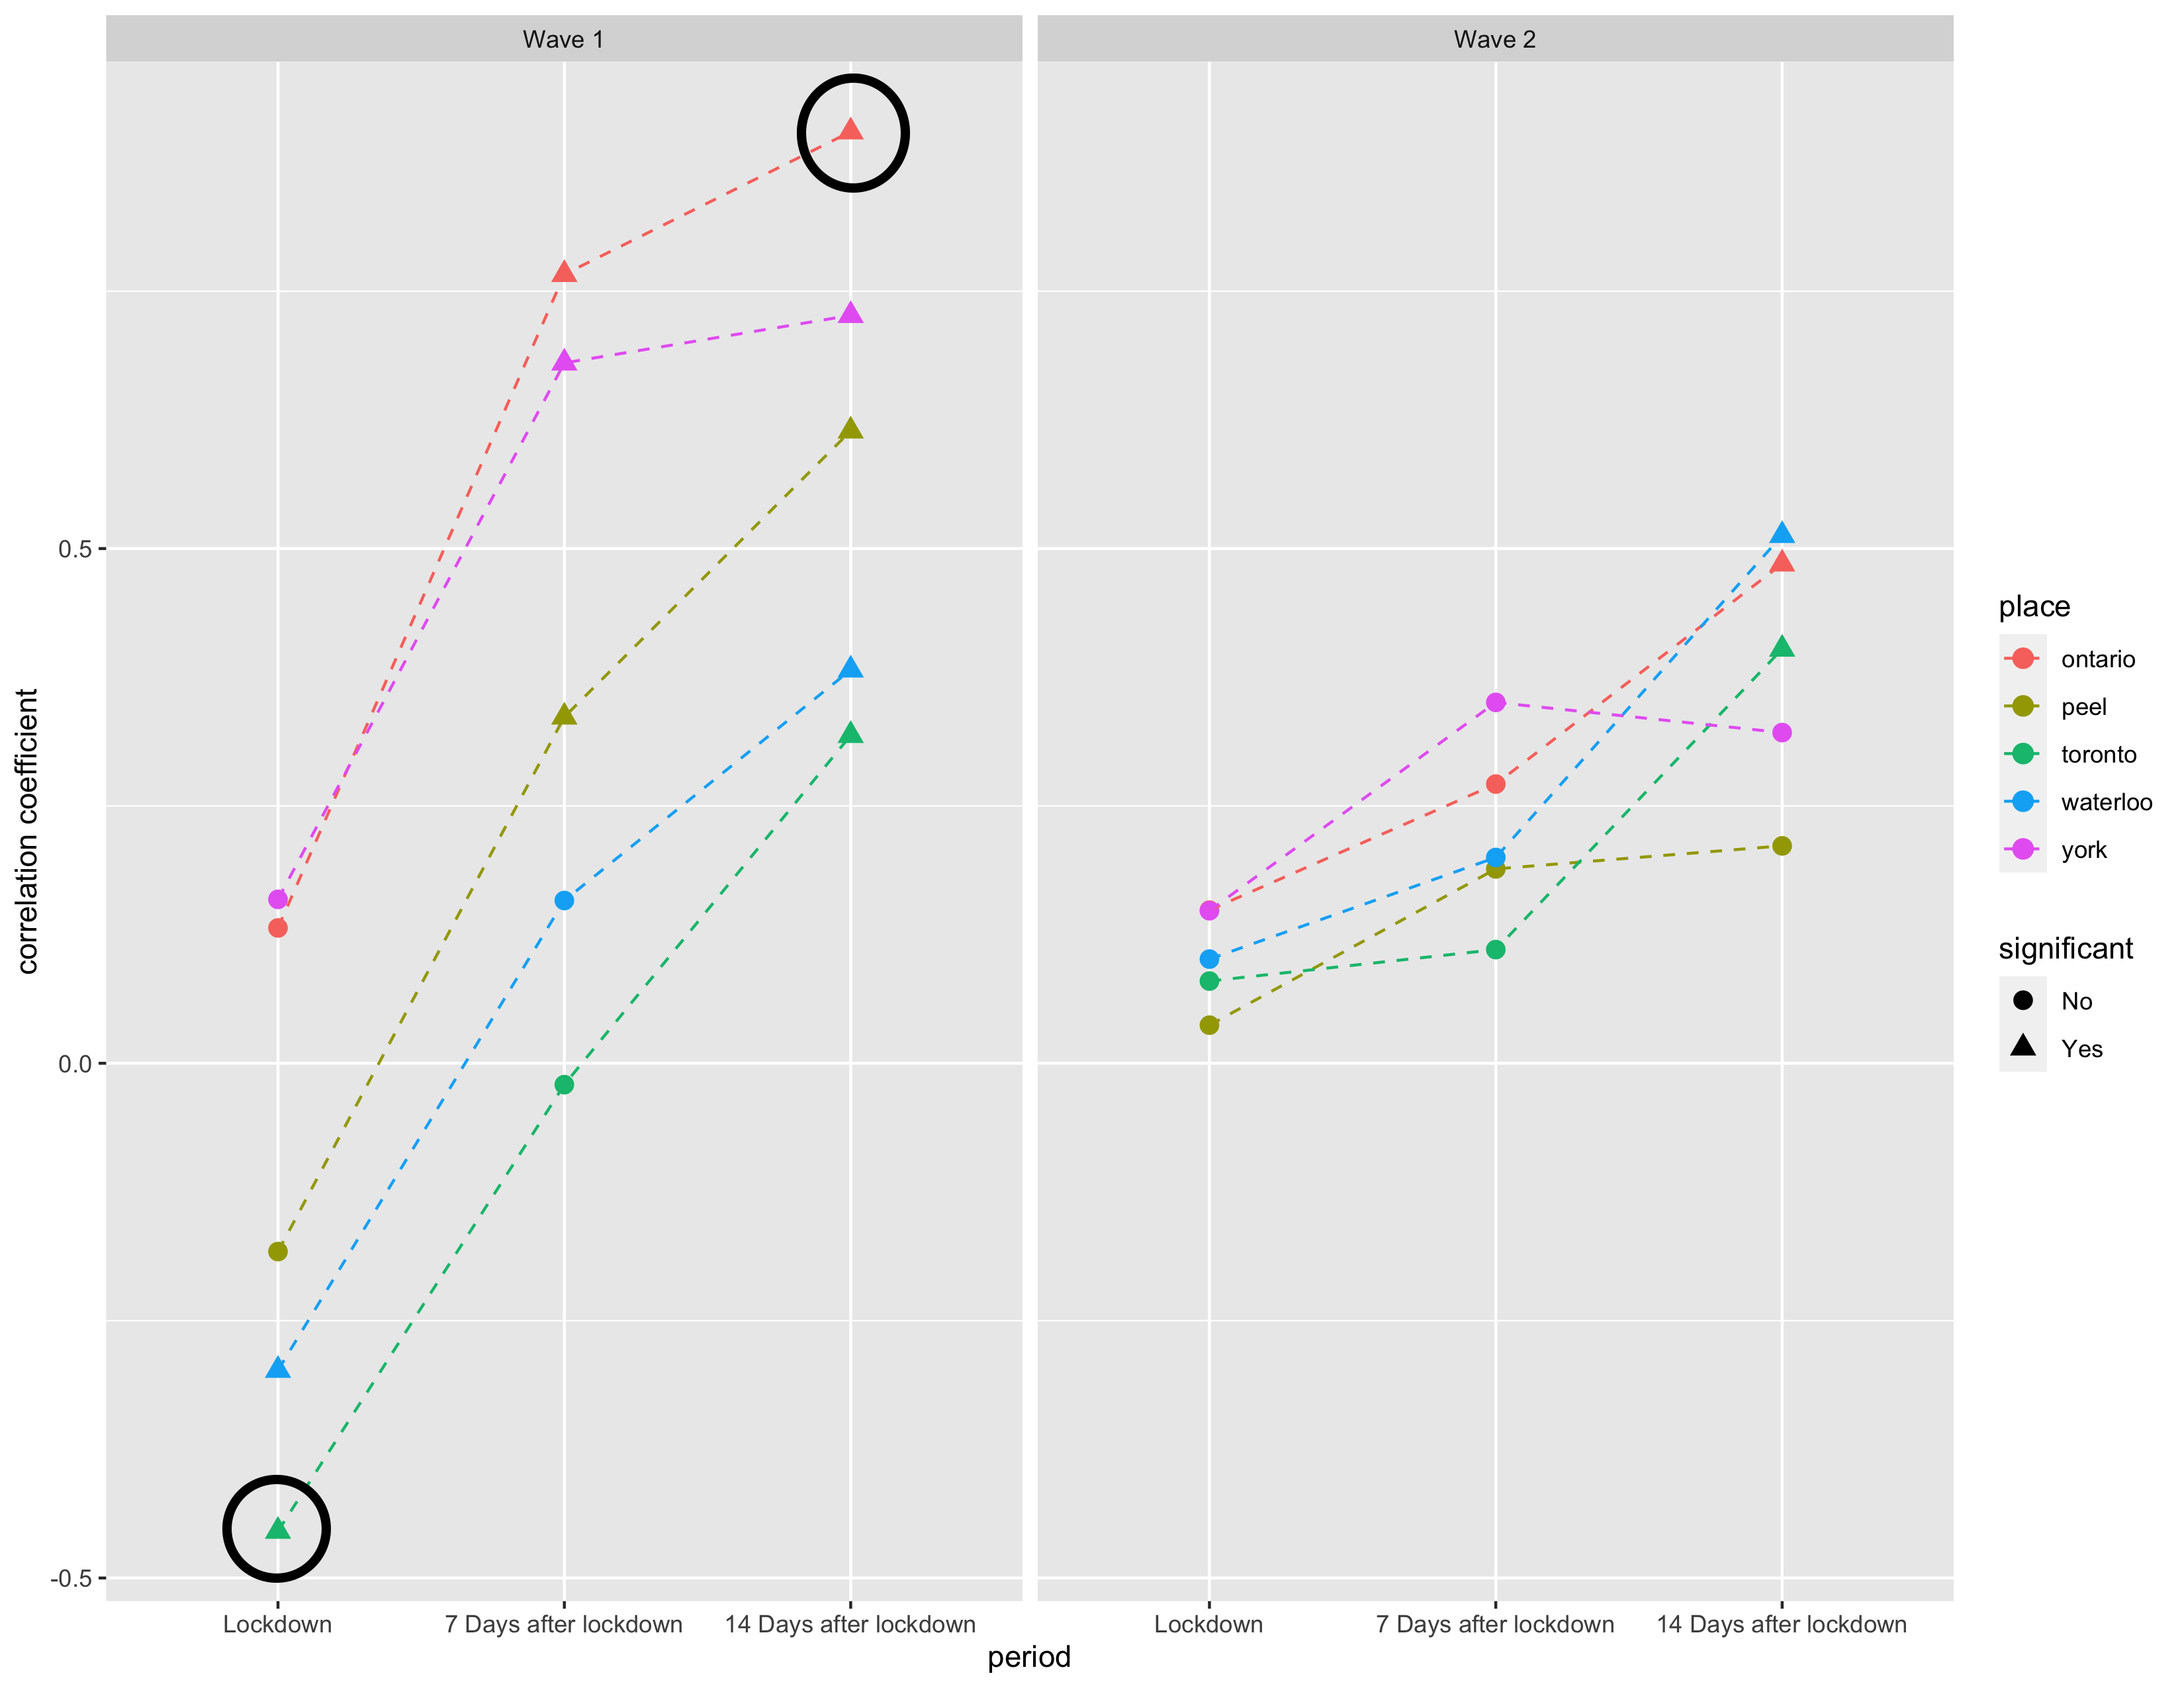 Wave 1
Wave 2
correlation coefficient
0.5
0.0
-0.5
Lockdown
7 Days after lockdown
14 Days after lockdown
Lockdown
7 Days after lockdown
14 Days after lockdown
period
place
ontario
peel
toronto
waterloo
york
significant
No
Yes